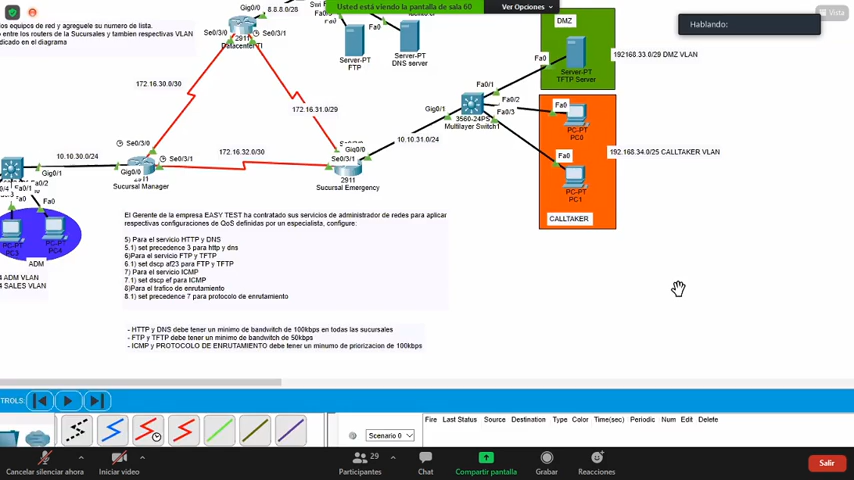 Usted está viendo la pantalla de sala 60
Ver Opciones
Vista
Hablando:
los equipos de red y agreguele su numero de lista.
o entre los routers de la Sucursales y tambien respectivas VLAN
dicado en el diagrama
Gig0/0
8.8.8.0/28
Se0/3/0
Se0/3/1
2911
Datacenter TI
Fa0
Server-PT
FTP
Server-PT
DNS server
DMZ
Fa0
Server-PT
TFTP Server
192168.33.0/29 DMZ VLAN
172.16.30.0/30
172.16.31.0/29
Fa0/1
Fa0/2
Fa0/3
Gig0/1
3560-24PS
Multilayer Switch1
Fa0
PC-PT
PC0
Fa0
PC-PT
PC1
192.168.34.0/25 CALLTAKER VLAN
CALLTAKER
10.10.31.0/24
Se0/3/0
Gig0/0
172.16.32.0/30
Se0/3/1
Se0/3/1
Gig0/0
2911
Sucursal Emergency
Sucursal Manager
10.10.30.0/24
Gig0/1
Fa0/1
Fa0/2
Fa0
Fa0
PC-PT
PC3
PC-PT
PC4
ADM
4 ADM VLAN
4 SALES VLAN
El Gerente de la empresa EASY TEST ha contratado sus servicios de administrador de redes para aplicar
respectivas configuraciones de QoS definidas por un especialista, configure:
5) Para el servicio HTTP y DNS
5.1) set precedence 3 para http y dns
6)Para el servicio FTP y TFTP
6.1) set dscp af23 para FTP y TFTP
7) Para el servicio ICMP
7.1) set dscp ef para ICMP
8)Para el trafico de enrutamiento
8.1) set precedence 7 para protocolo de enrutamiento
- HTTP y DNS debe tener un minimo de bandwitch de 100kbps en todas las sucursales
- FTP y TFTP debe tener un minimo de bandwitch de 50kbps
- ICMP y PROTOCOLO DE ENRUTAMIENTO debe tener un minumo de priorizacion de 100kbps
TROLS:
Scenario 0
Fire Last Status Source Destination Type Color Time(sec) Periodic Num Edit Delete
29
Cancelar silenciar ahora
Iniciar video
Participantes
Chat
Compartir pantalla
Grabar
Reacciones
Salir